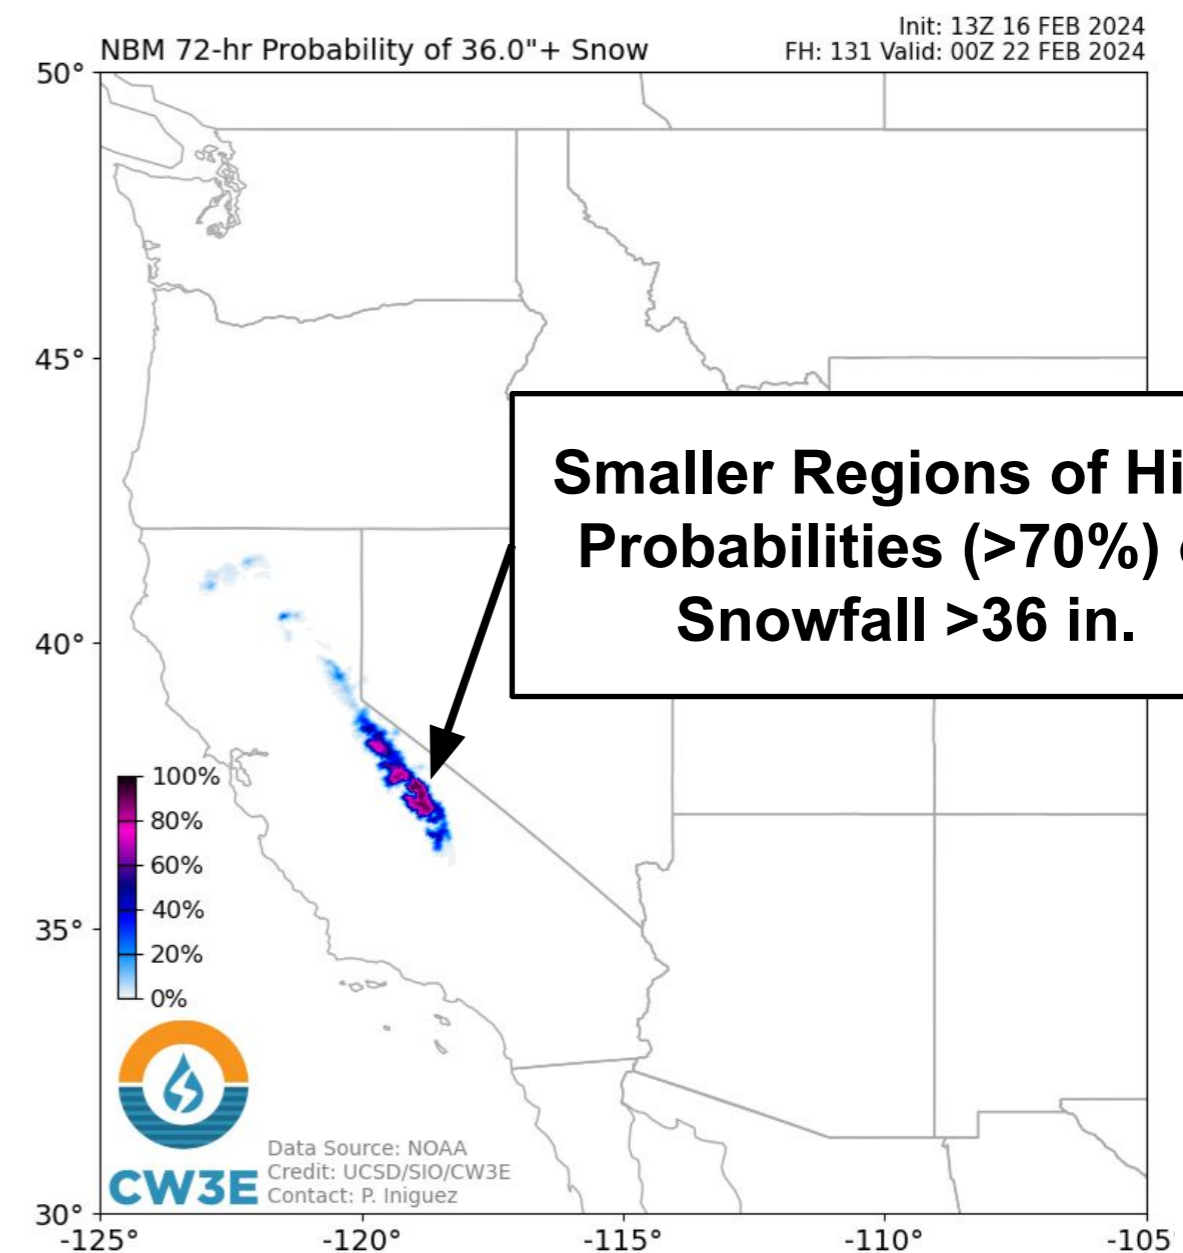 Init: 13Z 16 FEB 2024
NBM 72-hr Probability of 36.0"+ Snow
FH: 131 Valid: 00Z 22 FEB 2024
50°
45°
Smaller Regions of Hi
Probabilities (>70%)
Snowfall >36 in.
40°
100%
80%
60%
40%
35°
20%
0%
Data Source: NOAA
Credit: UCSD/SIO/CW3E
CW3E
Contact: P. Iniguez
30°
-125° -120° -115° -110° -105